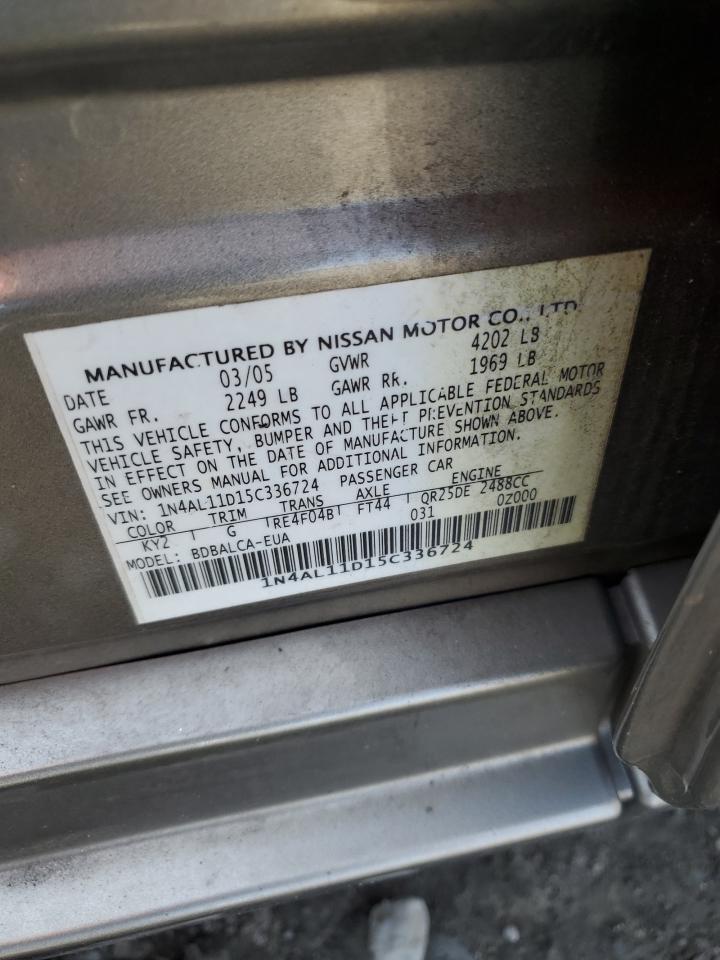 MANUFACTURED BY NISSAN MOTOR CO., LTD.
DATE 03/05 GVWR 4202 LB
GAWR FR. 2249 LB GAWR RR. 1969 LB
THIS VEHICLE CONFORMS TO ALL APPLICABLE FEDERAL MOTOR
VEHICLE SAFETY, BUMPER AND THEFT PREVENTION STANDARDS
IN EFFECT ON THE DATE OF MANUFACTURE SHOWN ABOVE.
SEE OWNERS MANUAL FOR ADDITIONAL INFORMATION.
VIN: 1N4AL11D15C336724 PASSENGER CAR
COLOR TRIM TRANS AXLE ENGINE
KY2 G RE4F04B FT44 QR25DE 2488CC
MODEL: BDBALCA-EUA 031 0Z000
1N4AL11D15C336724